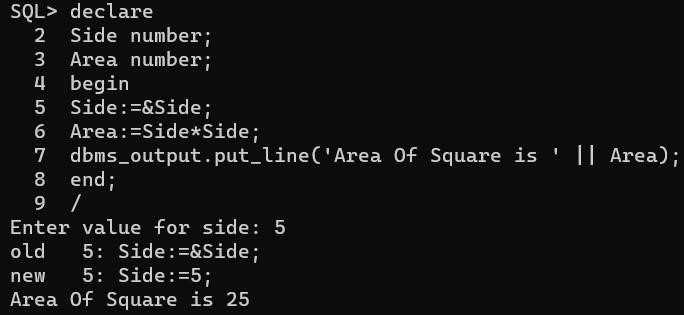 SQL> declare
  2  Side number;
  3  Area number;
  4  begin
  5  Side:=&Side;
  6  Area:=Side*Side;
  7  dbms_output.put_line('Area Of Square is ' || Area);
  8  end;
  9  /
Enter value for side: 5
old   5: Side:=&Side;
new   5: Side:=5;
Area Of Square is 25